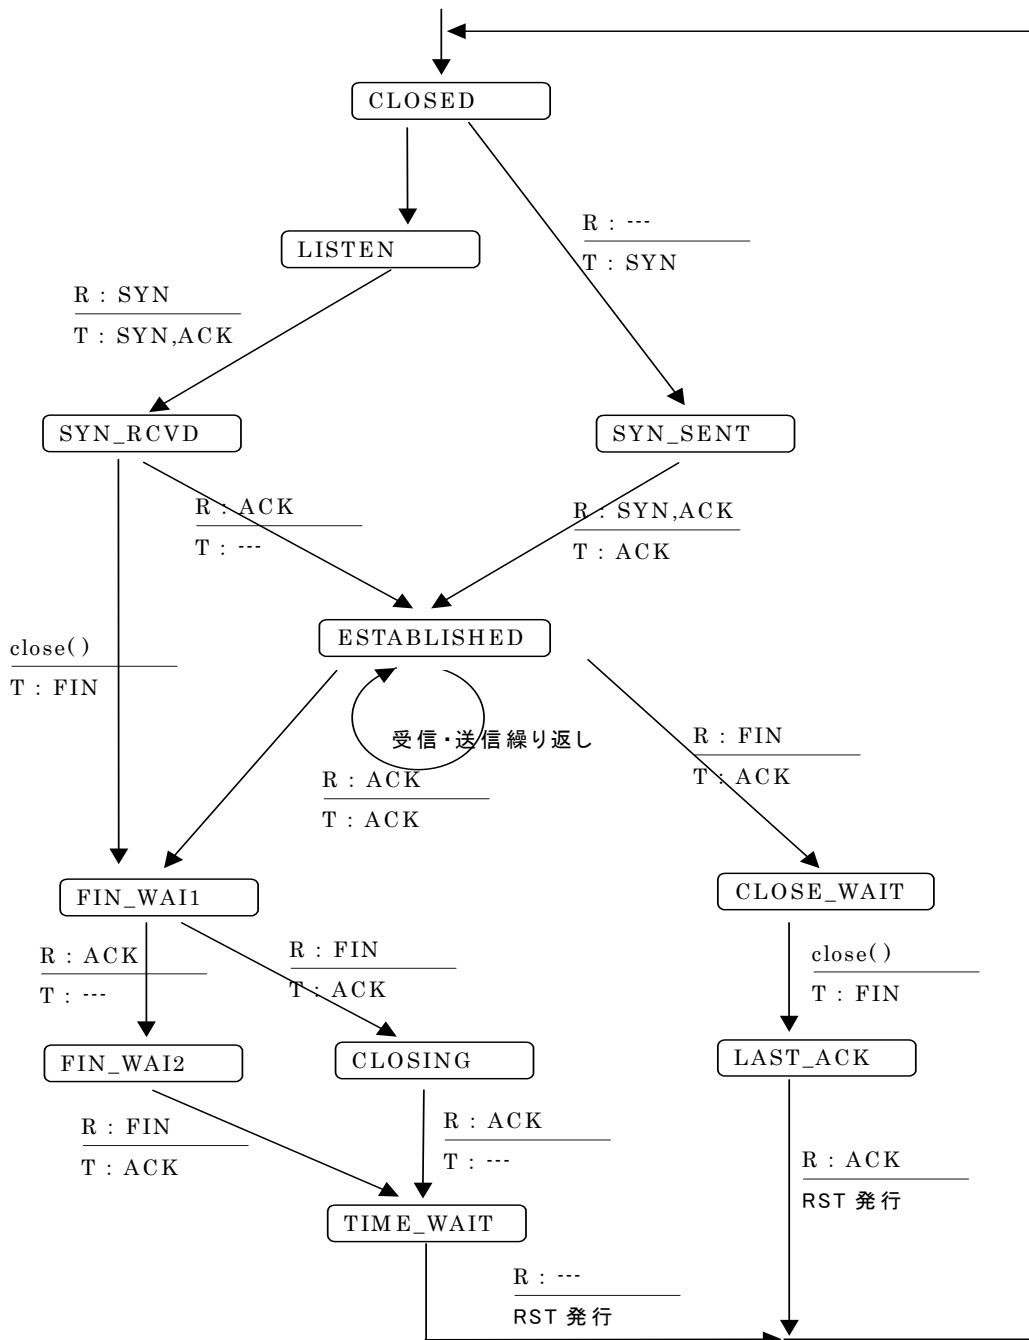 CLOSED
LISTEN
R : ---
T : SYN
R : SYN
T : SYN,ACK
SYN_RCVD
SYN_SENT
R : ACK
T : ---
R : SYN,ACK
T : ACK
ESTABLISHED
close( )
T : FIN
受信・送信繰り返し
R : ACK
T : ACK
R : FIN
T : ACK
FIN_WAI1
CLOSE_WAIT
R : ACK
T : ---
R : FIN
T : ACK
close( )
T : FIN
FIN_WAI2
CLOSING
LAST_ACK
R : FIN
T : ACK
R : ACK
T : ---
R : ACK
RST 発行
TIME_WAIT
R : ---
RST 発行